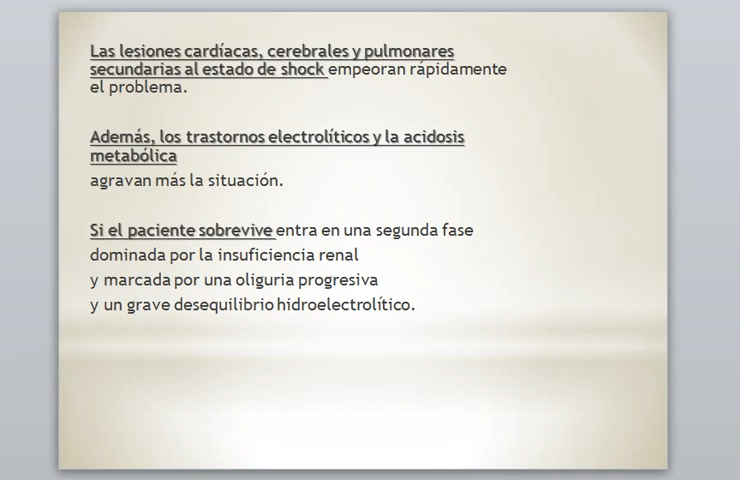 Las lesiones cardíacas, cerebrales y pulmonares
secundarias al estado de shock empeoran rápidamente
el problema.
Además, los trastornos electrolíticos y la acidosis
metabólica
agravan más la situación.
Si el paciente sobrevive entra en una segunda fase
dominada por la insuficiencia renal
y marcada por una oliguria progresiva
y un grave desequilibrio hidroelectrolítico.